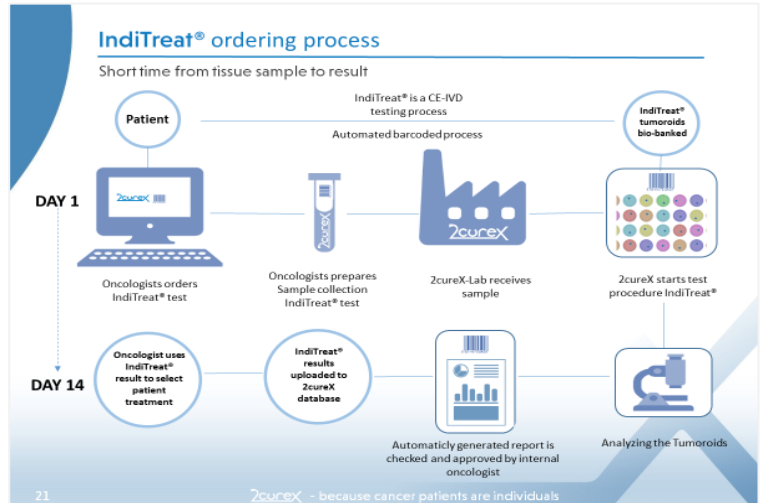 IndiTreat® ordering process
Short time from tissue sample to result
IndiTreat® is a CE-IVD
testing process
Automated barcoded process
Patient
IndiTreat®
tumoroids
bio-banked
DAY 1
2cureX
2cureX
2cureX
Oncologists orders
IndiTreat® test
Oncologists prepares
Sample collection
IndiTreat® test
2cureX-Lab receives
sample
2cureX starts test
procedure IndiTreat®
DAY 14
Oncologist uses
IndiTreat®
result to select
patient
treatment
IndiTreat®
results
uploaded to
2cureX
database
Automaticly generated report is
checked and approved by internal
oncologist
Analyzing the Tumoroids
21
2cureX - because cancer patients are individuals